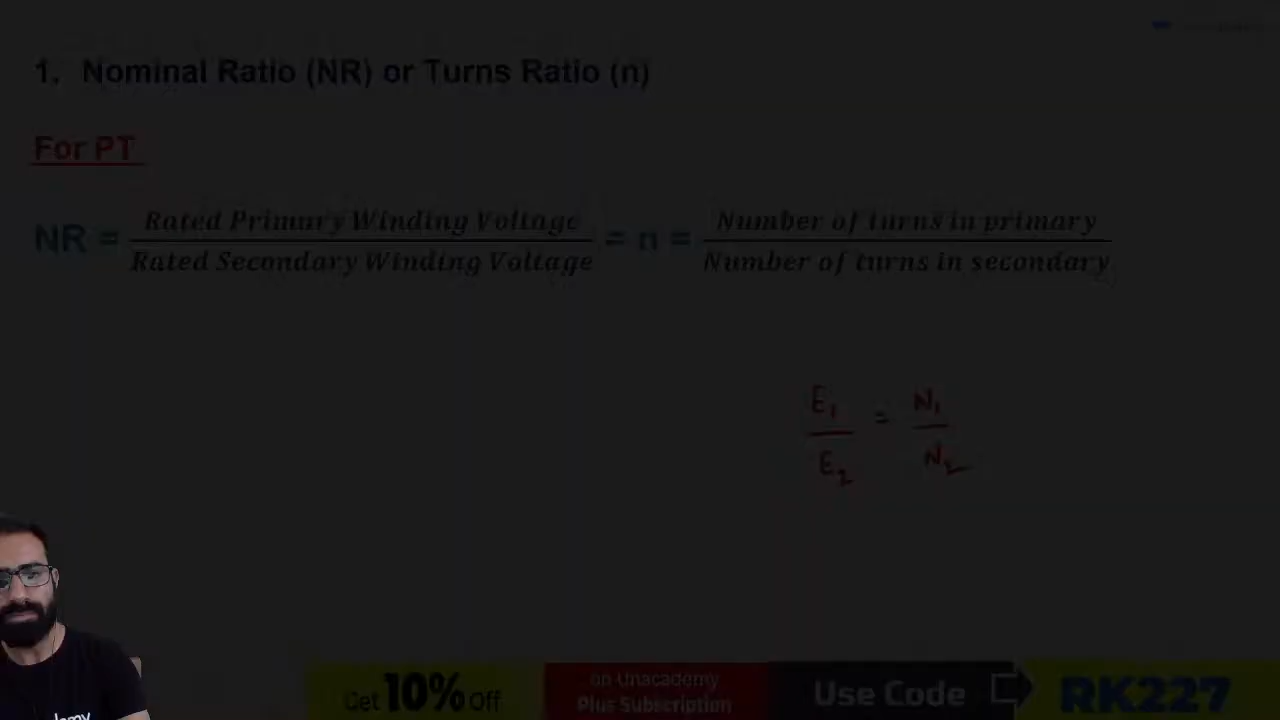 1. Nominal Ratio (NR) or Turns Ratio (n)
For PT
NR = Rated Primary Winding Voltage / Rated Secondary Winding Voltage = n = Number of turns in primary / Number of turns in secondary
E1 / E2 = N1 / N2
Get 10% Off
on Unacademy
Plus Subscription
Use Code
RK227